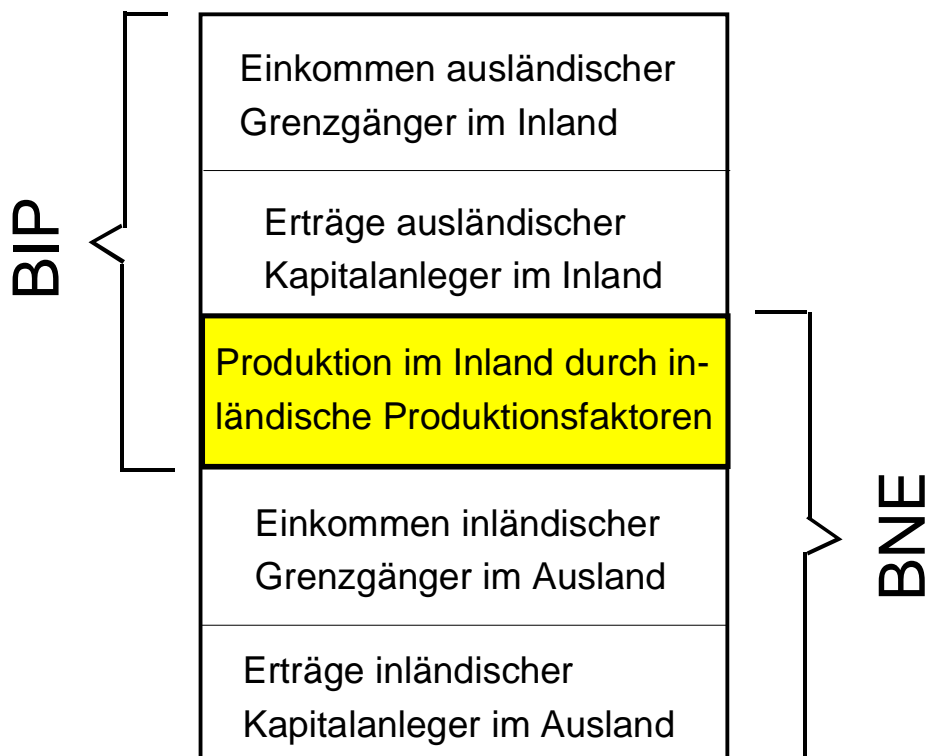 Einkommen ausländischer
Grenzgänger im Inland
BIP
Erträge ausländischer
Kapitalanleger im Inland
Produktion im Inland durch in-
ländische Produktionsfaktoren
Einkommen inländischer
Grenzgänger im Ausland
BNE
Erträge inländischer
Kapitalanleger im Ausland